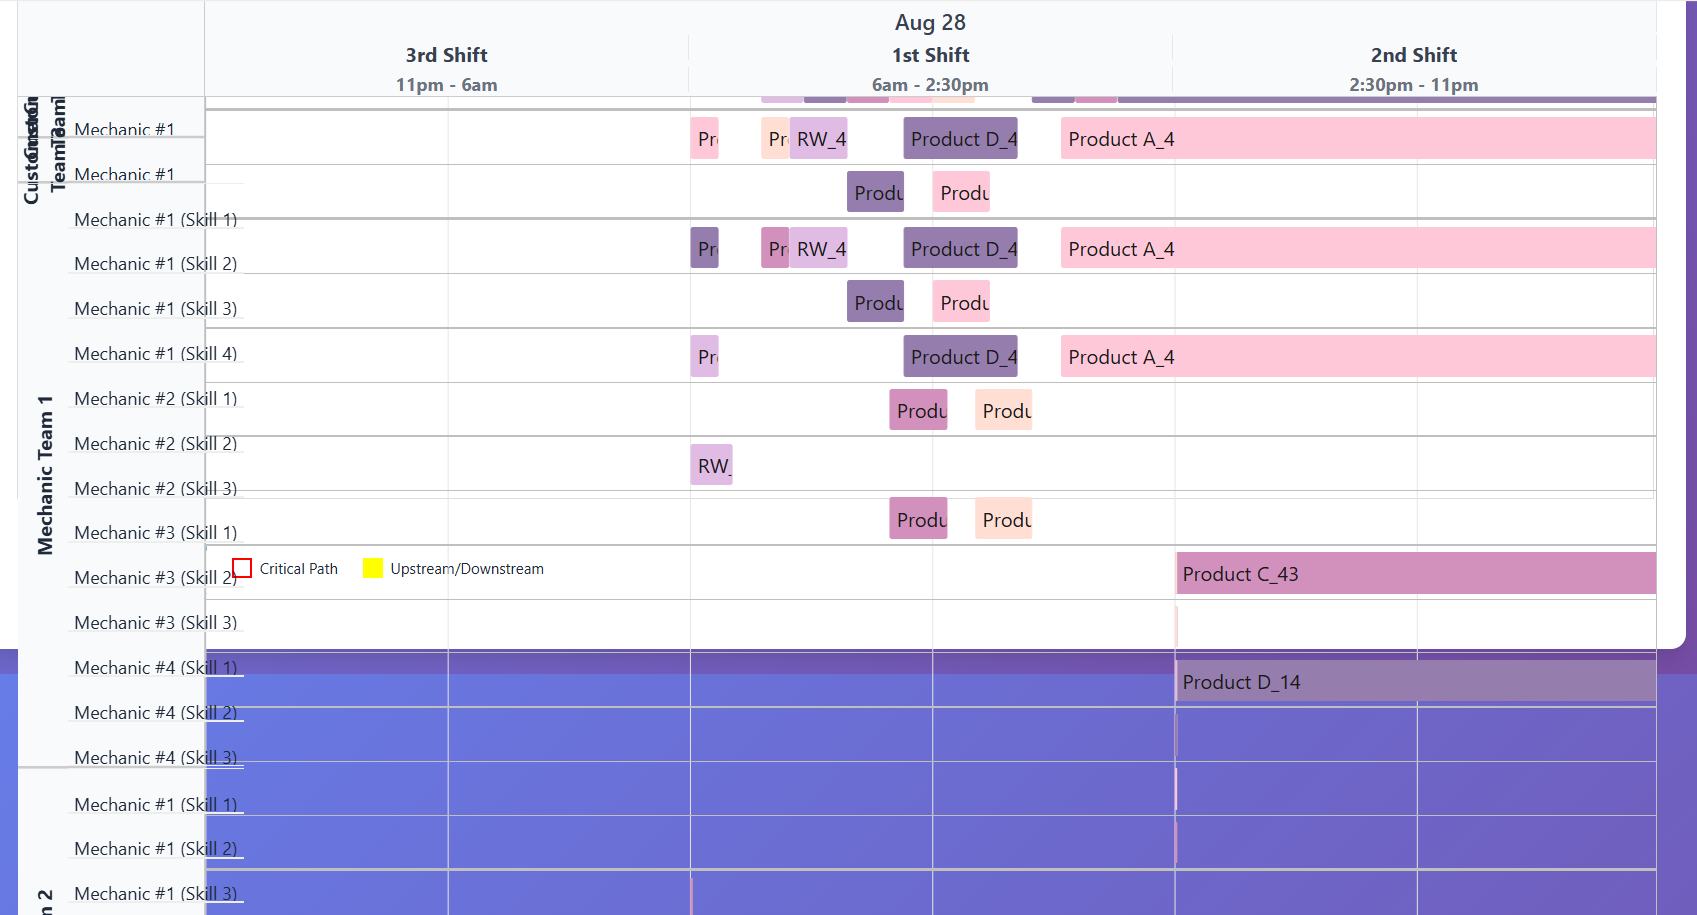 Aug 28
3rd Shift
1st Shift
2nd Shift
11pm - 6am
6am - 2:30pm
2:30pm - 11pm
Team
Mechanic #1
Pr
Pr
RW_4
Product D_4
Product A_4
Custom
Team
Mechanic #1
Produ
Produ
Mechanic #1 (Skill 1)
Pr
Pr
RW_4
Product D_4
Product A_4
Mechanic #1 (Skill 2)
Mechanic #1 (Skill 3)
Produ
Produ
Mechanic #1 (Skill 4)
Pr
Product D_4
Product A_4
Mechanic #2 (Skill 1)
Produ
Produ
Mechanic #2 (Skill 2)
RW_
Mechanic #2 (Skill 3)
Mechanic Team 1
Mechanic #3 (Skill 1)
Produ
Produ
Critical Path
Upstream/Downstream
Mechanic #3 (Skill 2)
Product C_43
Mechanic #3 (Skill 3)
Mechanic #4 (Skill 1)
Product D_14
Mechanic #4 (Skill 2)
Mechanic #4 (Skill 3)
Mechanic #1 (Skill 1)
Mechanic #1 (Skill 2)
Mechanic #1 (Skill 3)
m 2